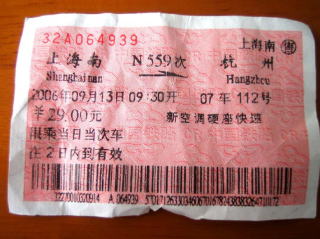 32A064939 上海南 售
上海南 N559次 杭州
Shanghainan Hangzhou
2006年09月13日09:30开 07车112号
￥29.00元 新空调硬座快速
限乘当日当次车
在2日内到有效